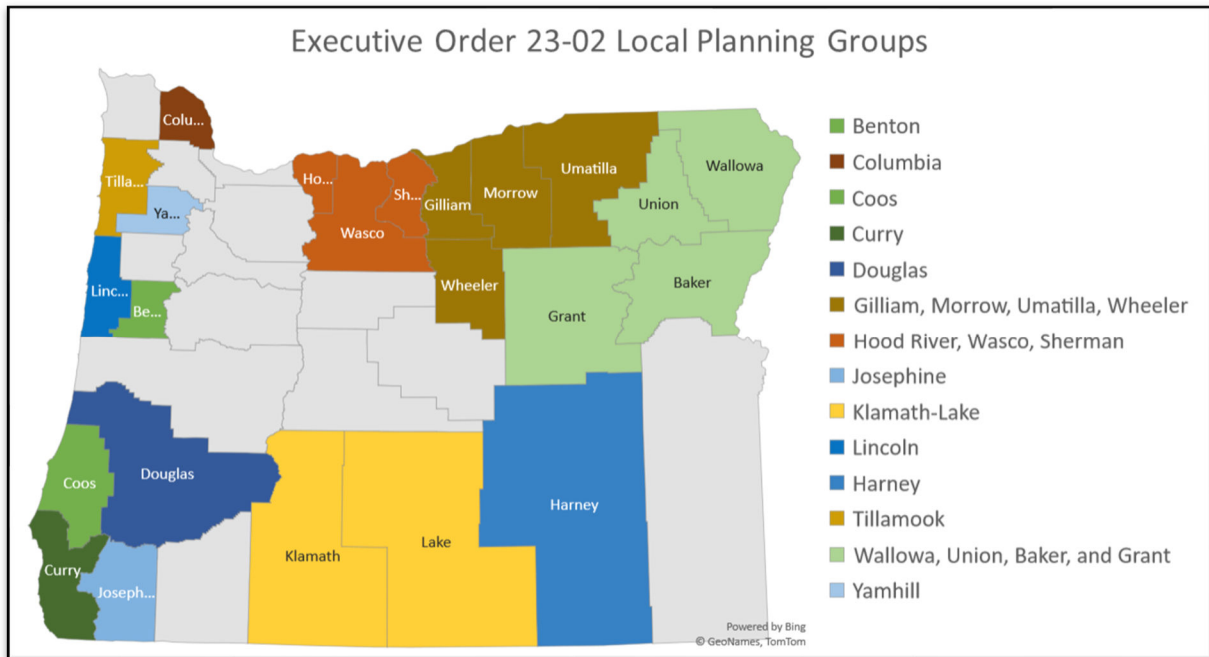 Executive Order 23-02 Local Planning Groups
Colu...
Tilla...
Ya...
Linc...
Be...
Ho...
Wasco
Sh...
Gilliam
Morrow
Umatilla
Wheeler
Union
Wallowa
Baker
Grant
Coos
Douglas
Curry
Joseph...
Klamath
Lake
Harney
Benton
Columbia
Coos
Curry
Douglas
Gilliam, Morrow, Umatilla, Wheeler
Hood River, Wasco, Sherman
Josephine
Klamath-Lake
Lincoln
Harney
Tillamook
Wallowa, Union, Baker, and Grant
Yamhill
Powered by Bing
© GeoNames, TomTom